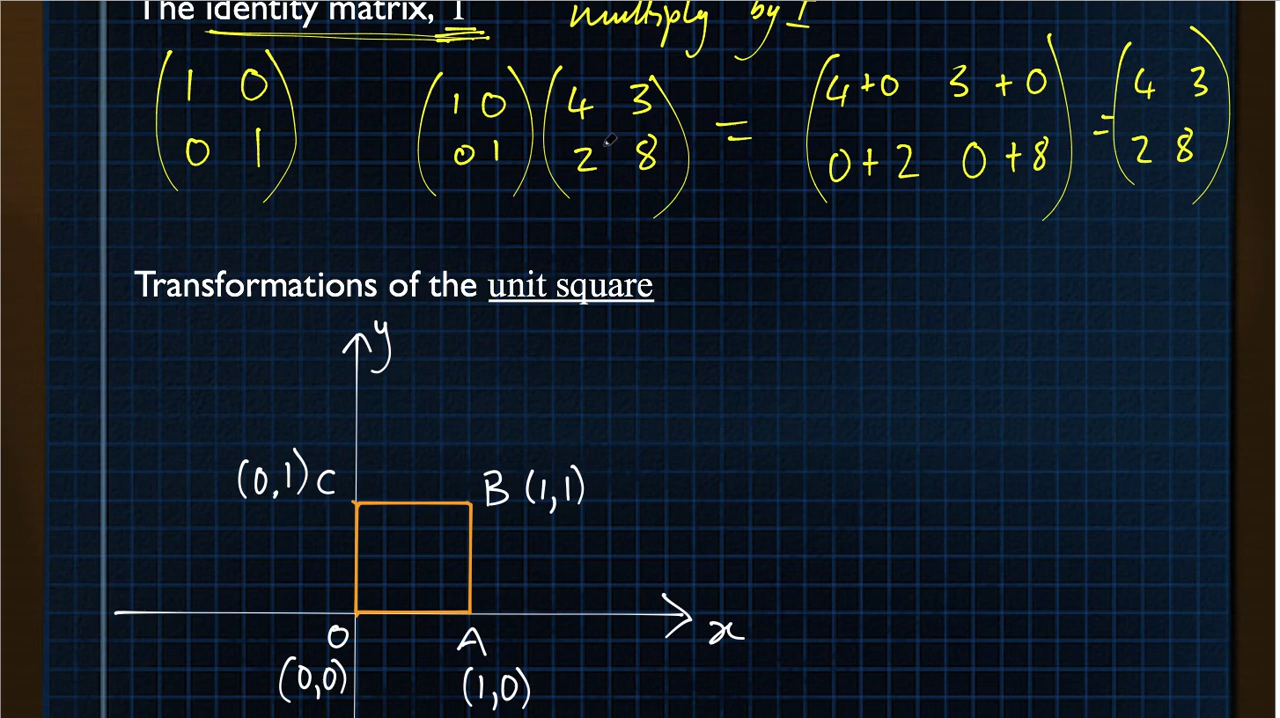 The identity matrix, I multiply by I
1 0 1 0 4 3 = 4+0 3+0 = 4 3
0 1 0 1 2 8 0+2 0+8 2 8
Transformations of the unit square
y
(0,1) C B (1,1)
O A x
(0,0) (1,0)